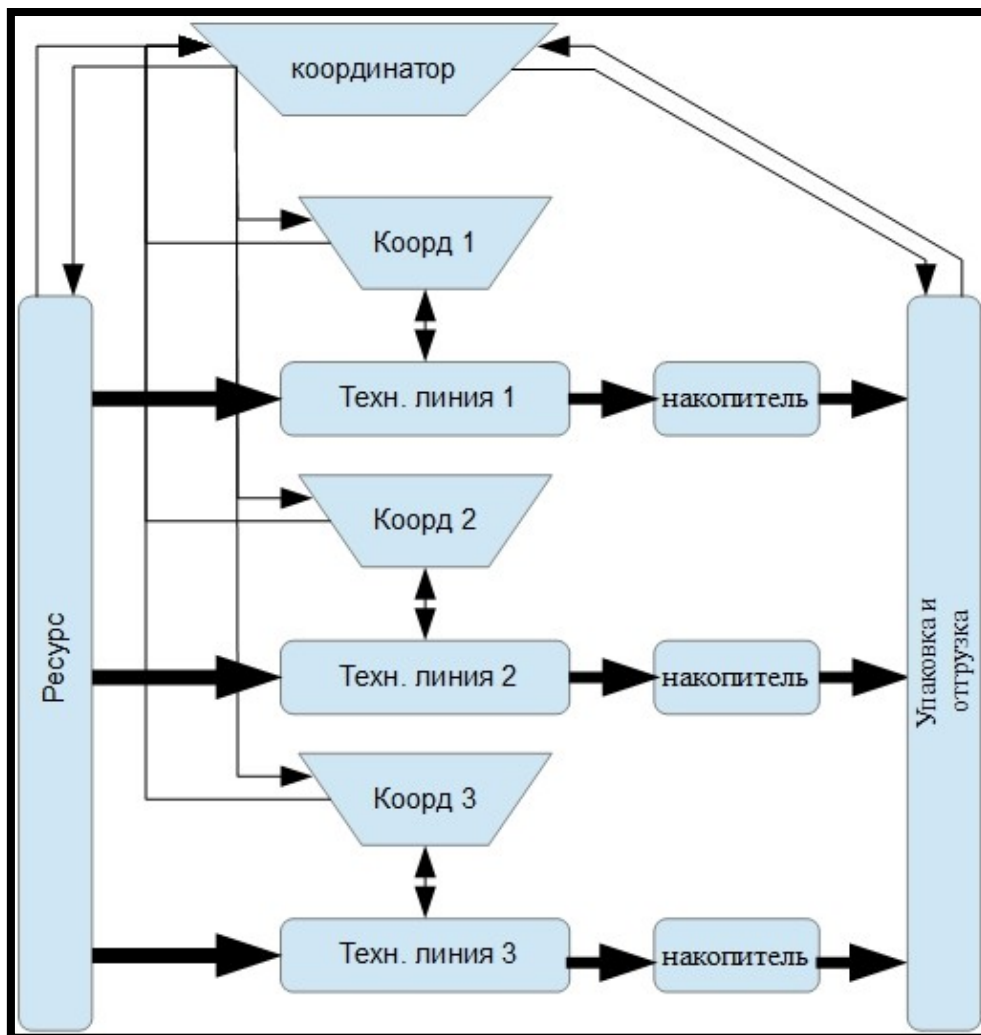 координатор
Коорд 1
Техн. линия 1
накопитель
Коорд 2
Техн. линия 2
накопитель
Коорд 3
Техн. линия 3
накопитель
Ресурс
Упаковка и
отгрузка